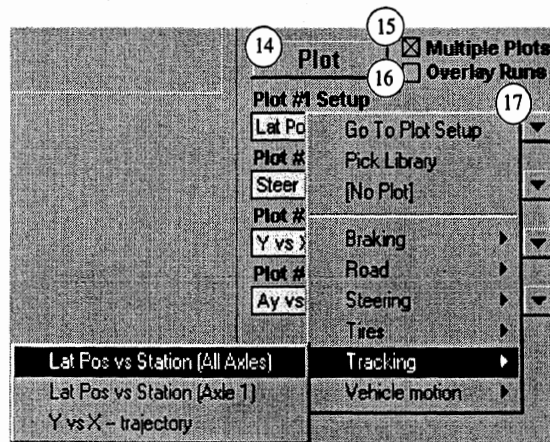 15
14
Plot
Multiple Plots
16
Overlay Runs
Plot #1 Setup
17
Lat Po
Go To Plot Setup
Plot #
Pick Library
Steer
[No Plot]
Plot #
Y vs X
Braking
Plot #
Road
Ay vs
Steering
Tires
Lat Pos vs Station (All Axles)
Tracking
Lat Pos vs Station (Axle 1)
Vehicle motion
Y vs X – trajectory